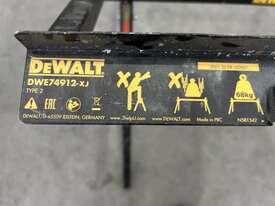 DEWALT
DWE74912-XJ
TYPE 2
68kg
EAC
DEWALT, D-65510 IDSTEIN, GERMANY
www.2helpU.com
www.DEWALT.com
Made in PRC